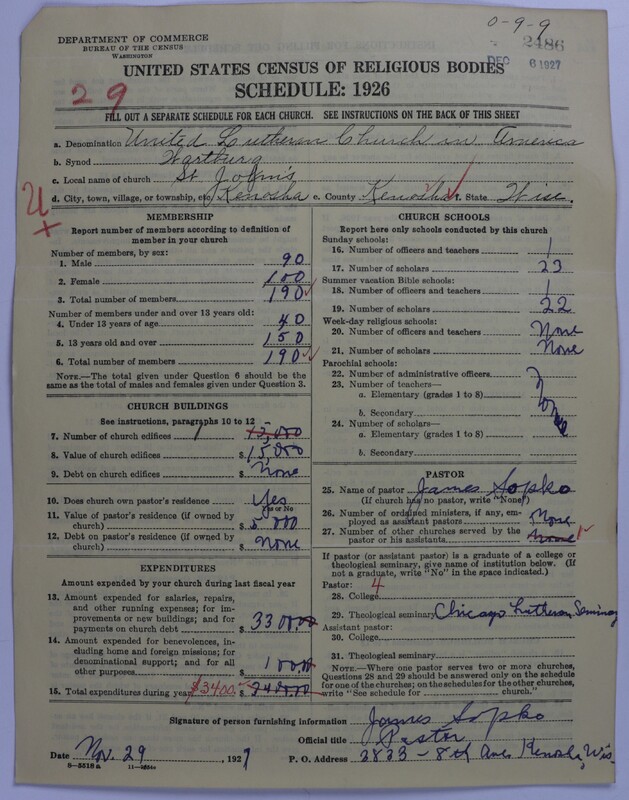 0-9-9
DEPARTMENT OF COMMERCE
BUREAU OF THE CENSUS
WASHINGTON
2486
DEC 6 1927
UNITED STATES CENSUS OF RELIGIOUS BODIES
SCHEDULE: 1926
29
FILL OUT A SEPARATE SCHEDULE FOR EACH CHURCH. SEE INSTRUCTIONS ON THE BACK OF THIS SHEET
a. Denomination United Lutheran Church in America
b. Synod Wartburg
c. Local name of church St John's
d. City, town, village, or township, etc. Kenosha e. County Kenosha f. State Wisc.
U
MEMBERSHIP
Report number of members according to definition of member in your church
Number of members, by sex:
1. Male 90
2. Female 100
3. Total number of members 190
Number of members under and over 13 years old:
4. Under 13 years of age 40
5. 13 years old and over 150
6. Total number of members 190
NOTE.—The total given under Question 6 should be the same as the total of males and females given under Question 3.
CHURCH BUILDINGS
See instructions, paragraphs 10 to 12
7. Number of church edifices 1 15,000
8. Value of church edifices $ 15,000
9. Debt on church edifices $ None
10. Does church own pastor's residence Yes
Yes or No
11. Value of pastor's residence (if owned by church) $ 5000
12. Debt on pastor's residence (if owned by church) $ None
EXPENDITURES
Amount expended by your church during last fiscal year
13. Amount expended for salaries, repairs, and other running expenses; for improvements or new buildings; and for payments on church debt $ 3300.00
14. Amount expended for benevolences, including home and foreign missions; for denominational support; and for all other purposes $ 100.00
15. Total expenditures during year $3400. $ 3400.00
CHURCH SCHOOLS
Report here only schools conducted by this church
Sunday schools:
16. Number of officers and teachers 1
17. Number of scholars 23
Summer vacation Bible schools:
18. Number of officers and teachers 1
19. Number of scholars 22
Week-day religious schools:
20. Number of officers and teachers None
21. Number of scholars None
Parochial schools:
22. Number of administrative officers
23. Number of teachers—
a. Elementary (grades 1 to 8)
b. Secondary
None
24. Number of scholars—
a. Elementary (grades 1 to 8)
b. Secondary
PASTOR
25. Name of pastor James Sopko
(If church has no pastor, write "None")
26. Number of ordained ministers, if any, employed as assistant pastors None
27. Number of other churches served by the pastor or his assistants None 1
If pastor (or assistant pastor) is a graduate of a college or theological seminary, give name of institution below. (If not a graduate, write "No" in the space indicated.)
Pastor: 4
28. College
29. Theological seminary Chicago Lutheran Seminary
Assistant pastor:
30. College
31. Theological seminary
NOTE.—Where one pastor serves two or more churches, Questions 28 and 29 should be answered only on the schedule for one of the churches; on the schedules for the other churches, write "See schedule for church."
Signature of person furnishing information James Sopko
Official title Pastor
Date Nov. 29, 1927 P. O. Address 3833 - 8th Ave Kenosha, Wis.
8—5518 a